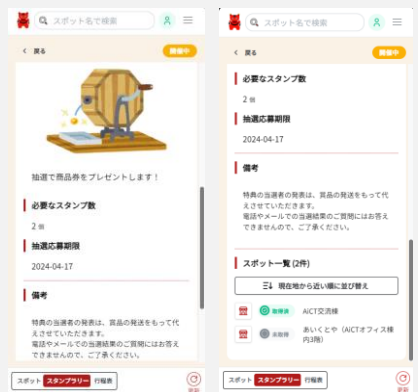 スポット名で検索
< 戻る
開催中
抽選で商品券をプレゼントします！
必要なスタンプ数
2 個
抽選応募期限
2024-04-17
備考
特典の当選者の発表は、賞品の発送をもって代
えさせていただきます。
電話やメールでの当選結果のご質問にはお答え
できませんので、ご了承ください。
スポット スタンプラリー 行程表
更新
スポット名で検索
< 戻る
開催中
必要なスタンプ数
2 個
抽選応募期限
2024-04-17
備考
特典の当選者の発表は、賞品の発送をもって代
えさせていただきます。
電話やメールでの当選結果のご質問にはお答え
できませんので、ご了承ください。
スポット一覧 (2件)
現在地から近い順に並び替え
取得済 AiCT交流棟
未取得 あいくとや（AiCTオフィス棟
内3階）
スポット スタンプラリー 行程表
更新